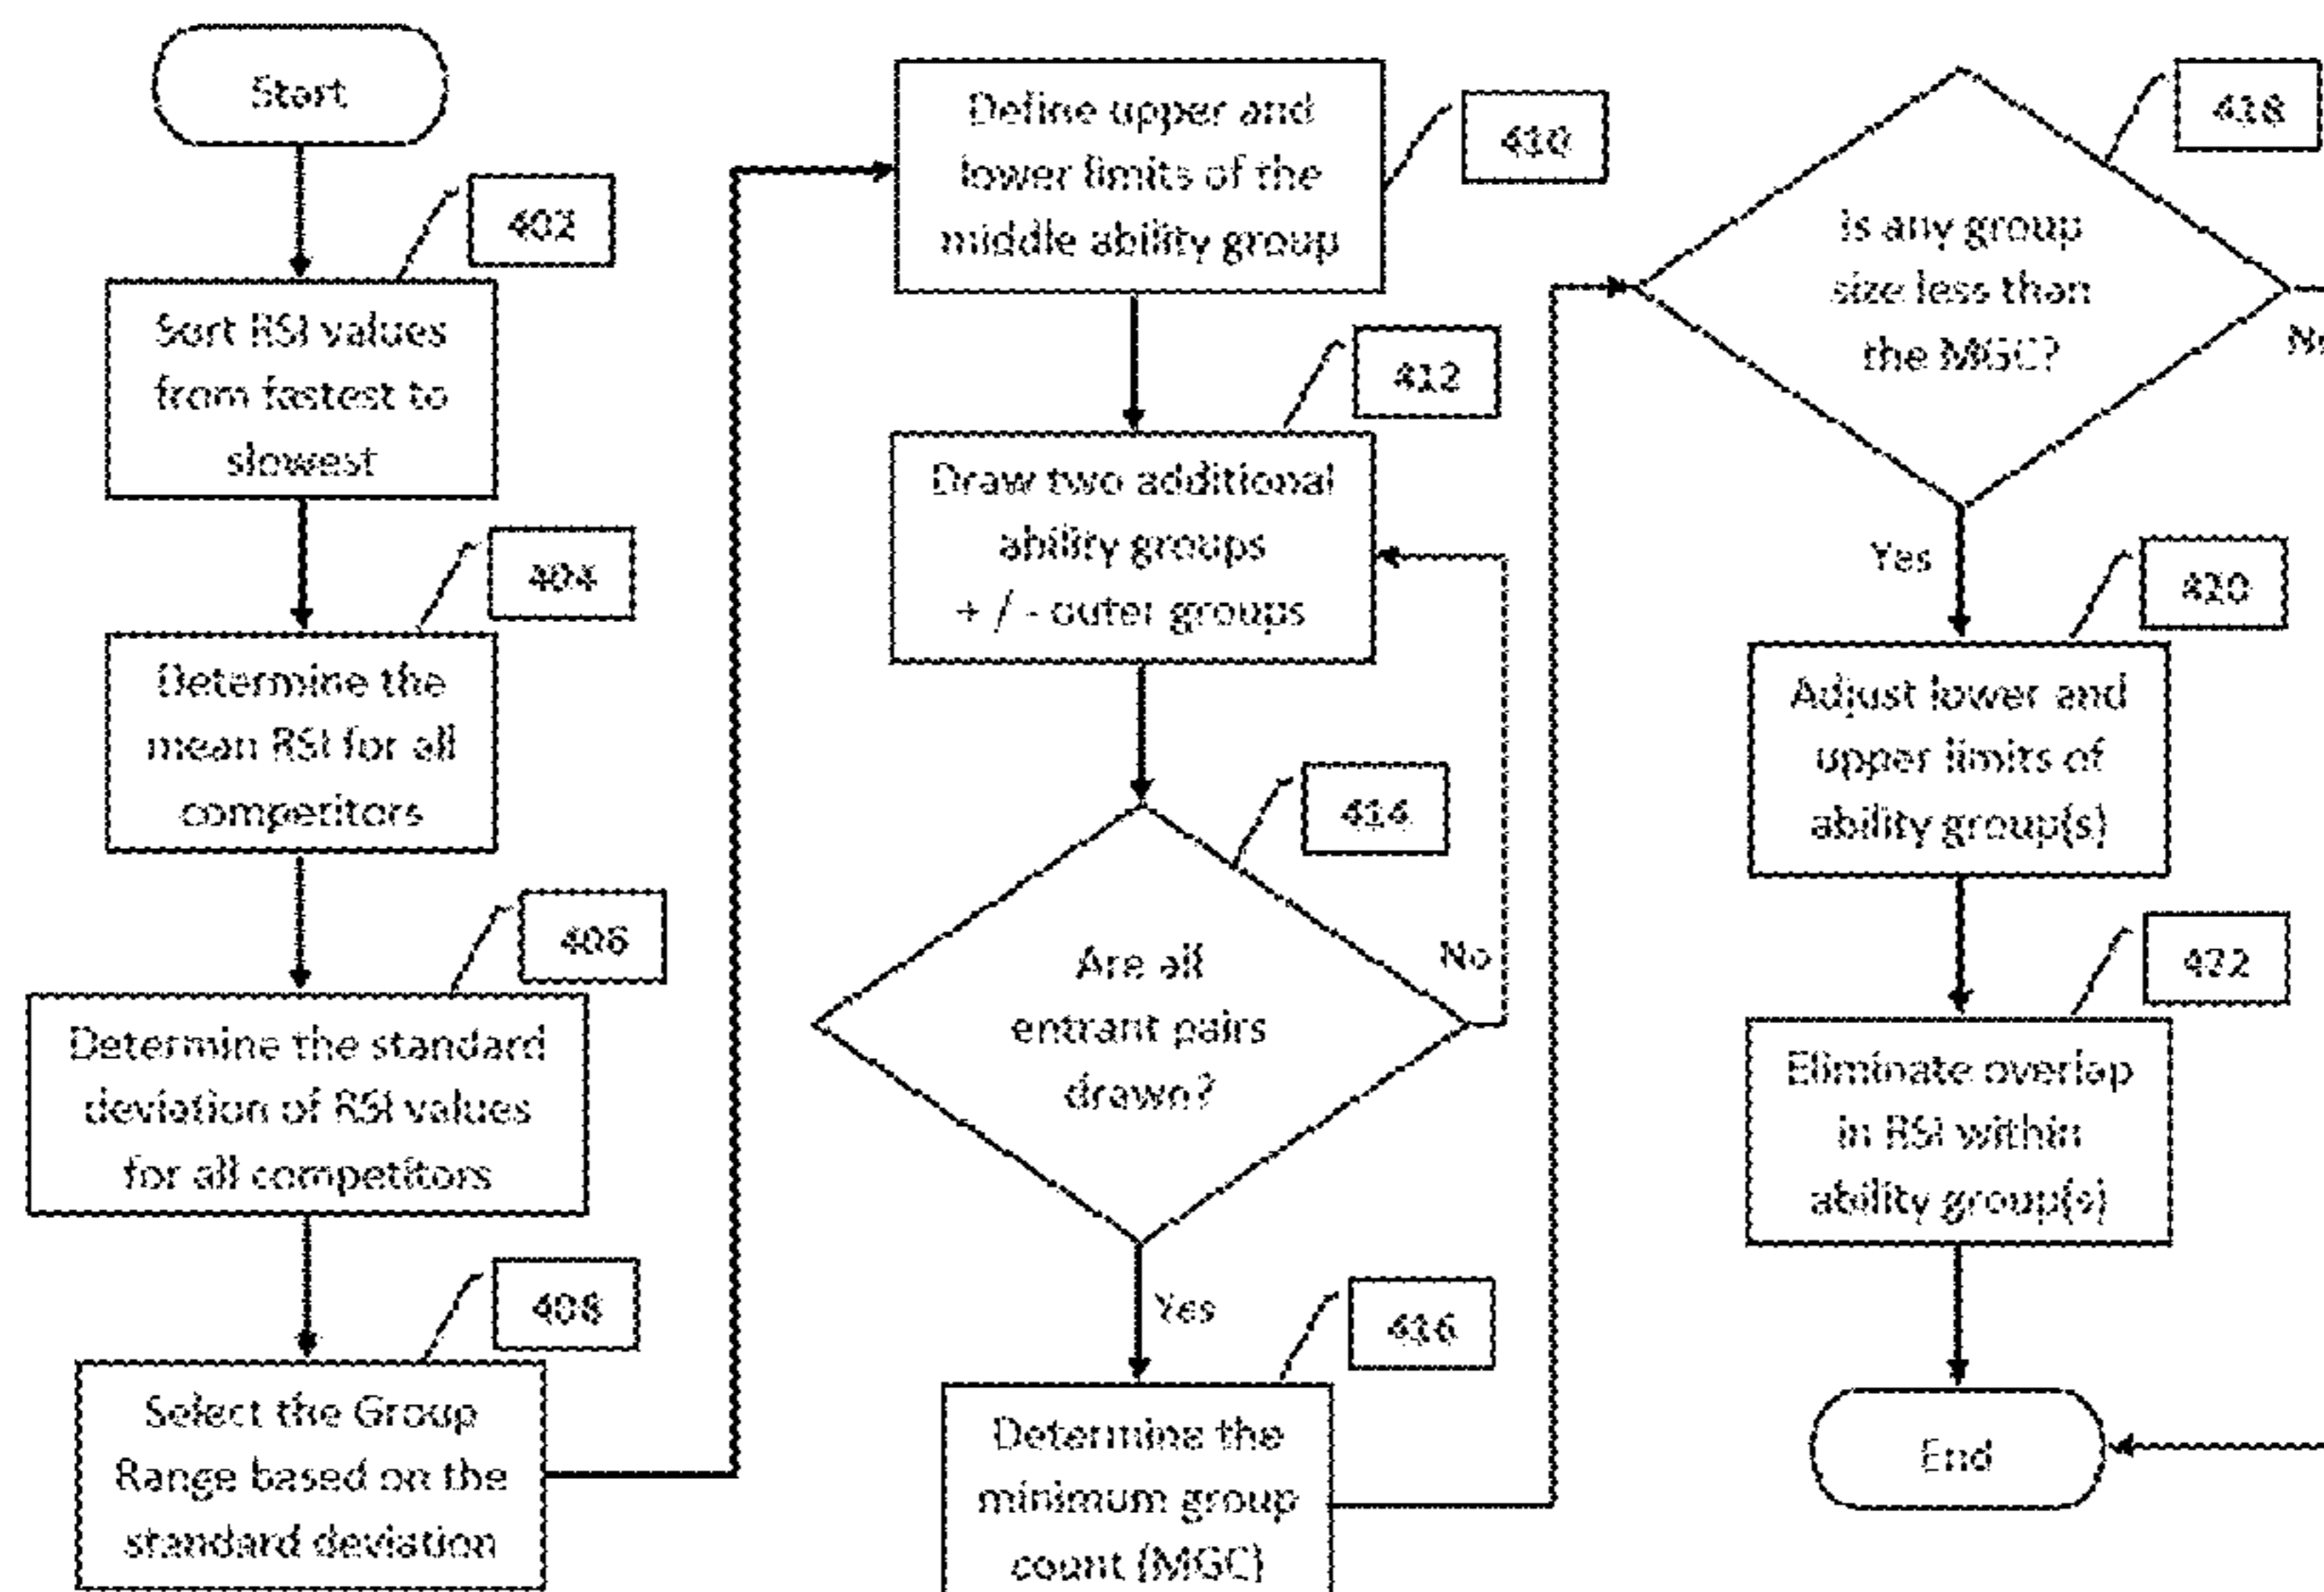 Start
402
Sort RSI values
from fastest to
slowest
404
Determine the
mean RSI for all
competitors
406
Determine the standard
deviation of RSI values
for all competitors
408
Select the Group
Range based on the
standard deviation
Define upper and
lower limits of the
middle ability group
410
412
Draw two additional
ability groups
+ / - outer groups
414
Are all
entrant pairs
drawn?
No
Yes
416
Determine the
minimum group
count (MGC)
418
Is any group
size less than
the MGC?
No
Yes
420
Adjust lower and
upper limits of
ability group(s)
422
Eliminate overlap
in RSI within
ability group(s)
End